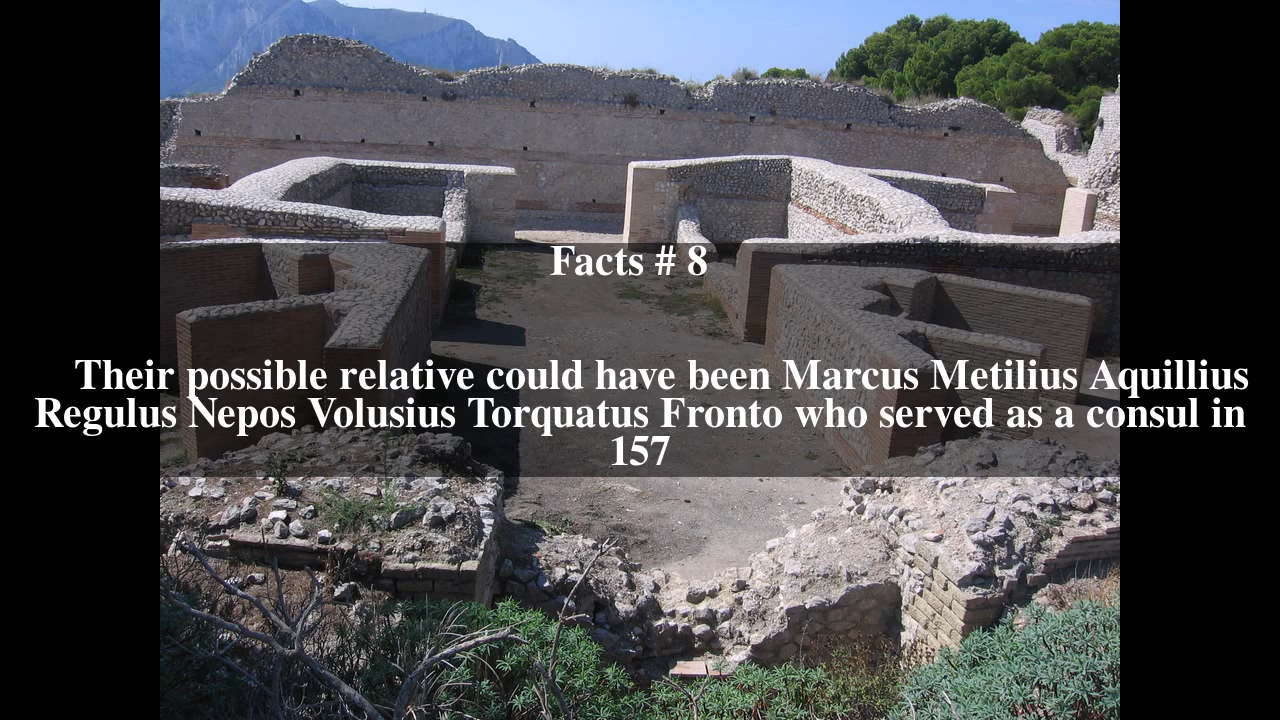 Facts # 8
Their possible relative could have been Marcus Metilius Aquillius
Regulus Nepos Volusius Torquatus Fronto who served as a consul in
157